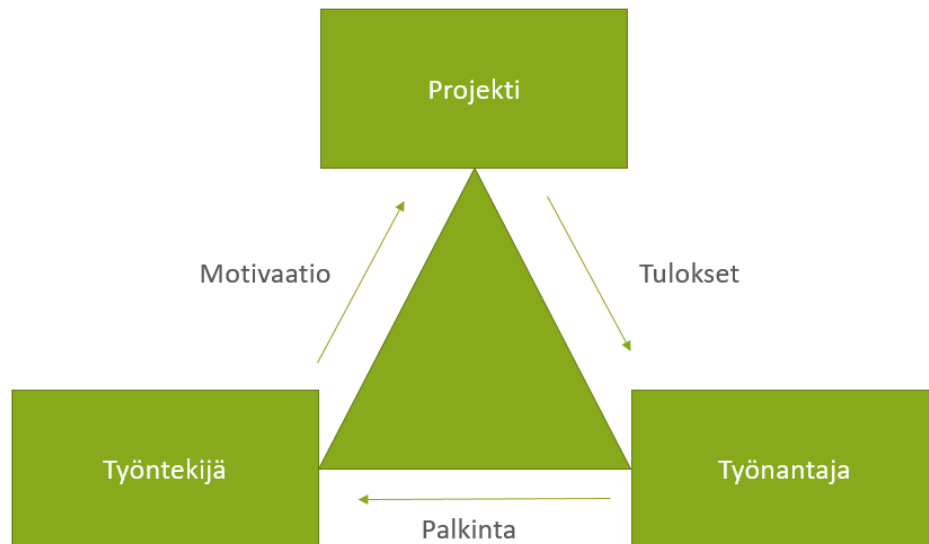 Projekti
Motivaatio
Tulokset
Työntekijä
Työnantaja
Palkinta